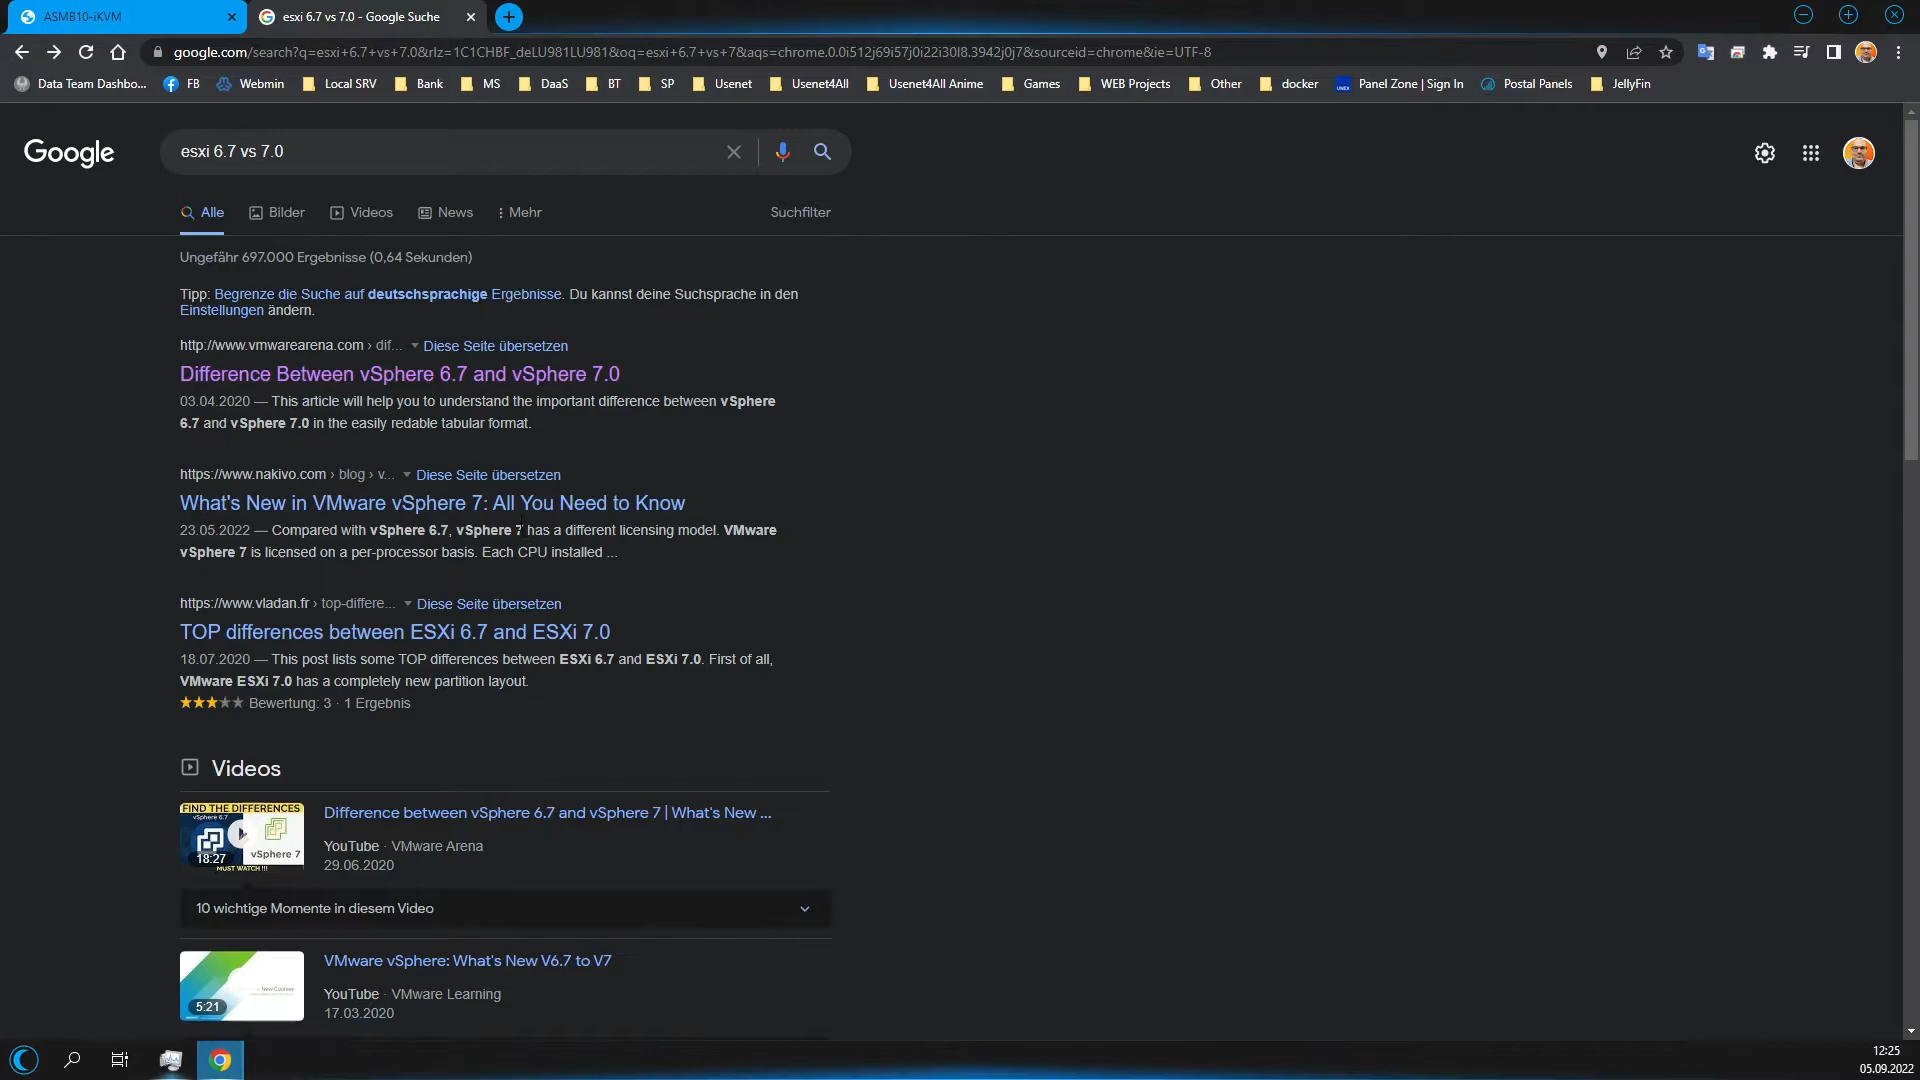 ASMB10-iKVM
esxi 6.7 vs 7.0 - Google Suche
google.com/search?q=esxi+6.7+vs+7.0&rlz=1C1CHBF_deLU981LU981&oq=esxi+6.7+vs+7&aqs=chrome.0.0i512j69i57j0i22i30l8.3942j0j7&sourceid=chrome&ie=UTF-8
Data Team Dashbo... FB Webmin Local SRV Bank MS DaaS BT SP Usenet Usenet4All Usenet4All Anime Games WEB Projects Other docker Panel Zone | Sign In Postal Panels JellyFin
Google
esxi 6.7 vs 7.0
Alle Bilder Videos News Mehr Suchfilter
Ungefähr 697.000 Ergebnisse (0,64 Sekunden)
Tipp: Begrenze die Suche auf deutschsprachige Ergebnisse. Du kannst deine Suchsprache in den
Einstellungen ändern.
http://www.vmwarearena.com › dif... Diese Seite übersetzen
Difference Between vSphere 6.7 and vSphere 7.0
03.04.2020 — This article will help you to understand the important difference between vSphere
6.7 and vSphere 7.0 in the easily redable tabular format.
https://www.nakivo.com › blog › v... Diese Seite übersetzen
What's New in VMware vSphere 7: All You Need to Know
23.05.2022 — Compared with vSphere 6.7, vSphere 7 has a different licensing model. VMware
vSphere 7 is licensed on a per-processor basis. Each CPU installed ...
https://www.vladan.fr › top-differe... Diese Seite übersetzen
TOP differences between ESXi 6.7 and ESXi 7.0
18.07.2020 — This post lists some TOP differences between ESXi 6.7 and ESXi 7.0. First of all,
VMware ESXi 7.0 has a completely new partition layout.
Bewertung: 3 · 1 Ergebnis
Videos
FIND THE DIFFERENCES
vSphere 6.7
vSphere 7
18:27
MUST WATCH !!!
Difference between vSphere 6.7 and vSphere 7 | What's New ...
YouTube · VMware Arena
29.06.2020
10 wichtige Momente in diesem Video
New Courses
5:21
VMware vSphere: What's New V6.7 to V7
YouTube · VMware Learning
17.03.2020
12:25
05.09.2022